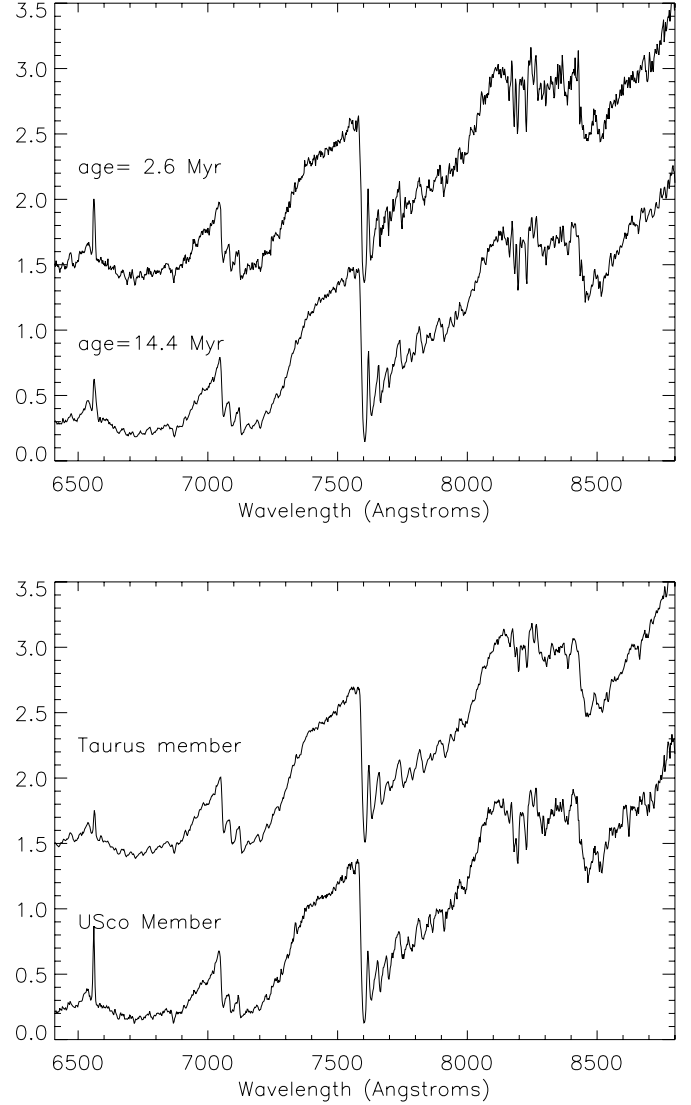 3.5
3.0
2.5
2.0
1.5
1.0
0.5
0.0
age= 2.6 Myr
age=14.4 Myr
6500 7000 7500 8000 8500
Wavelength (Angstroms)
3.5
3.0
2.5
2.0
1.5
1.0
0.5
0.0
Taurus member
USco Member
6500 7000 7500 8000 8500
Wavelength (Angstroms)